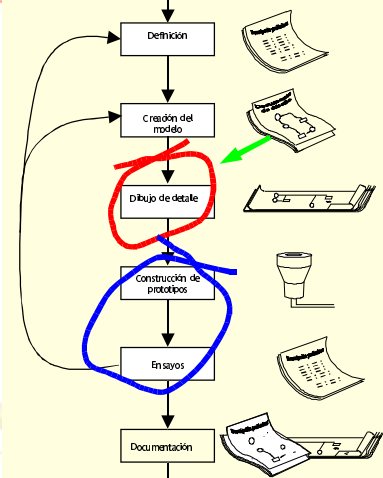 Definición
Creación del
modelo
Dibujo de detalle
Construcción de
prototipos
Ensayos
Documentación